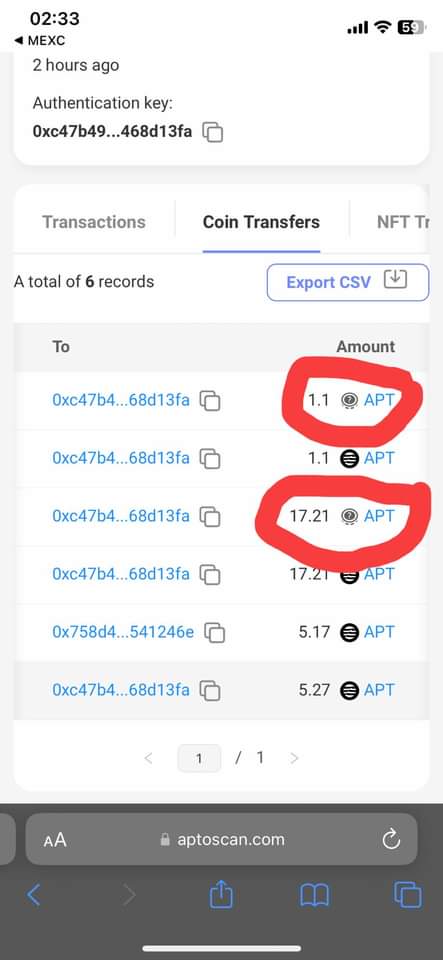 02:33
59
◀ MEXC
2 hours ago
Authentication key:
0xc47b49...468d13fa
Transactions Coin Transfers NFT Tr
A total of 6 records Export CSV
To Amount
0xc47b4...68d13fa 1.1 APT
0xc47b4...68d13fa 1.1 APT
0xc47b4...68d13fa 17.21 APT
0xc47b4...68d13fa 17.21 APT
0x758d4...541246e 5.17 APT
0xc47b4...68d13fa 5.27 APT
< 1 / 1 >
AA aptoscan.com